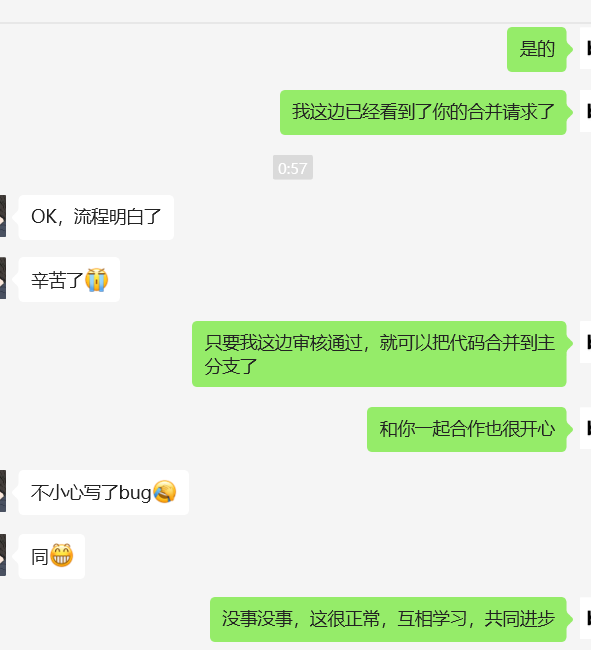 是的
我这边已经看到了你的合并请求了
0:57
OK，流程明白了
辛苦了😭
只要我这边审核通过，就可以把代码合并到主
分支了
和你一起合作也很开心
不小心写了bug🤣
同😁
没事没事，这很正常，互相学习，共同进步